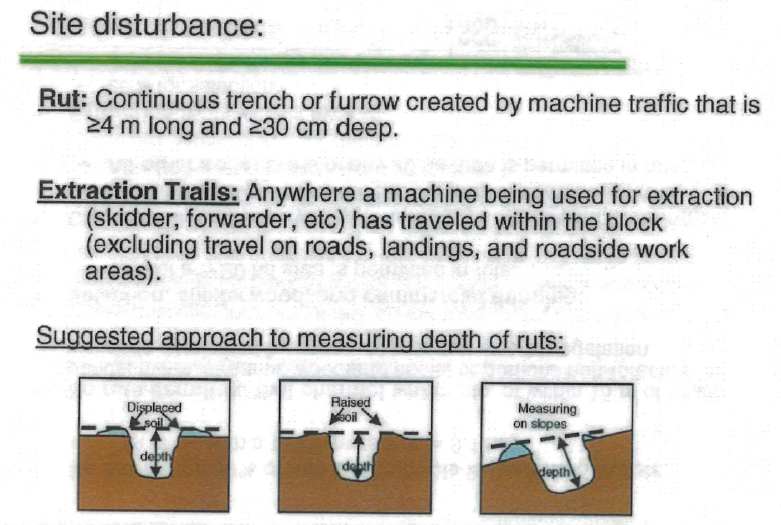 Site disturbance:
Rut: Continuous trench or furrow created by machine traffic that is
≥4 m long and ≥30 cm deep.
Extraction Trails: Anywhere a machine being used for extraction
(skidder, forwarder, etc) has traveled within the block
(excluding travel on roads, landings, and roadside work
areas).
Suggested approach to measuring depth of ruts:
Displaced
soil
depth
Raised
soil
depth
Measuring
on slopes
depth